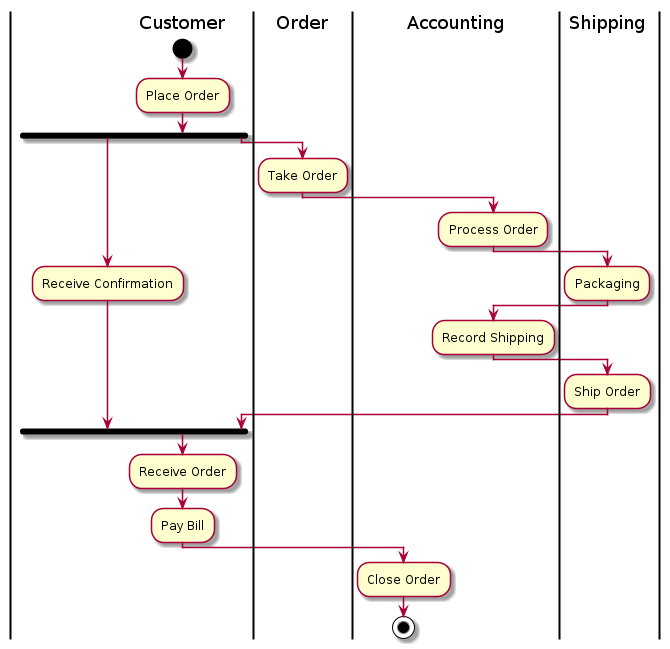 Customer
Order
Accounting
Shipping
Place Order
Take Order
Process Order
Receive Confirmation
Packaging
Record Shipping
Ship Order
Receive Order
Pay Bill
Close Order